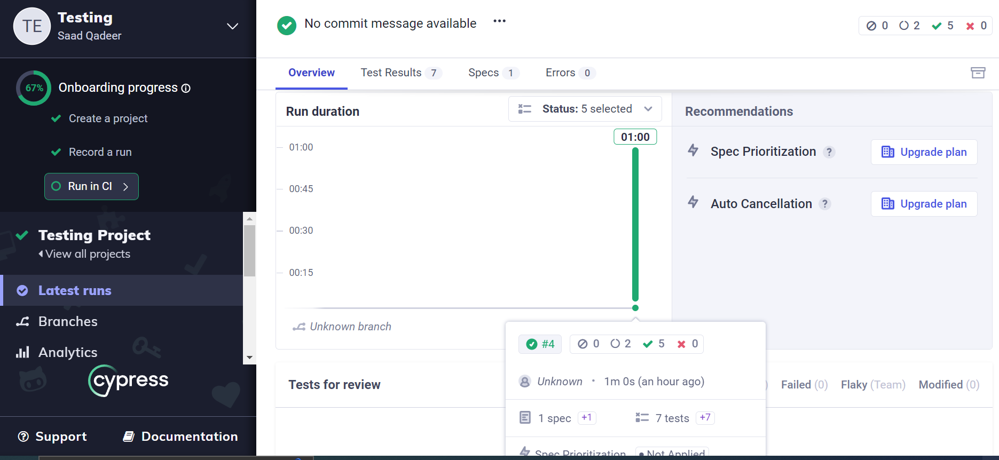 TE
Testing
Saad Qadeer
67%
Onboarding progress
Create a project
Record a run
Run in CI
Testing Project
View all projects
Latest runs
Branches
Analytics
cypress
Support
Documentation
No commit message available ...
0 2 5 0
Overview Test Results 7 Specs 1 Errors 0
Run duration
Status: 5 selected
01:00
01:00
00:45
00:30
00:15
Unknown branch
Recommendations
Spec Prioritization ? Upgrade plan
Auto Cancellation ? Upgrade plan
#4 0 2 5 0
Unknown • 1m 0s (an hour ago)
1 spec +1 7 tests +7
Spec Prioritization • Not Applied
Tests for review
) Failed (0) Flaky (Team) Modified (0)